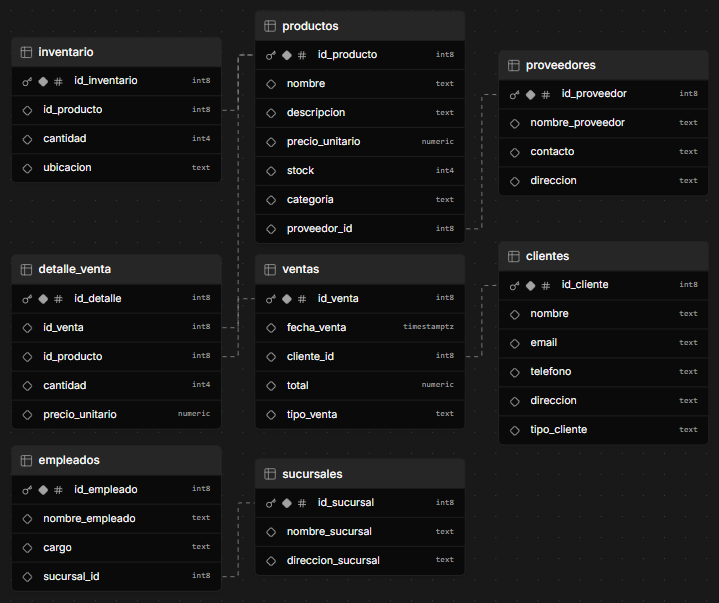 inventario
id_inventario int8
id_producto int8
cantidad int4
ubicacion text
productos
id_producto int8
nombre text
descripcion text
precio_unitario numeric
stock int4
categoria text
proveedor_id int8
proveedores
id_proveedor int8
nombre_proveedor text
contacto text
direccion text
detalle_venta
id_detalle int8
id_venta int8
id_producto int8
cantidad int4
precio_unitario numeric
ventas
id_venta int8
fecha_venta timestamptz
cliente_id int8
total numeric
tipo_venta text
clientes
id_cliente int8
nombre text
email text
telefono text
direccion text
tipo_cliente text
empleados
id_empleado int8
nombre_empleado text
cargo text
sucursal_id int8
sucursales
id_sucursal int8
nombre_sucursal text
direccion_sucursal text